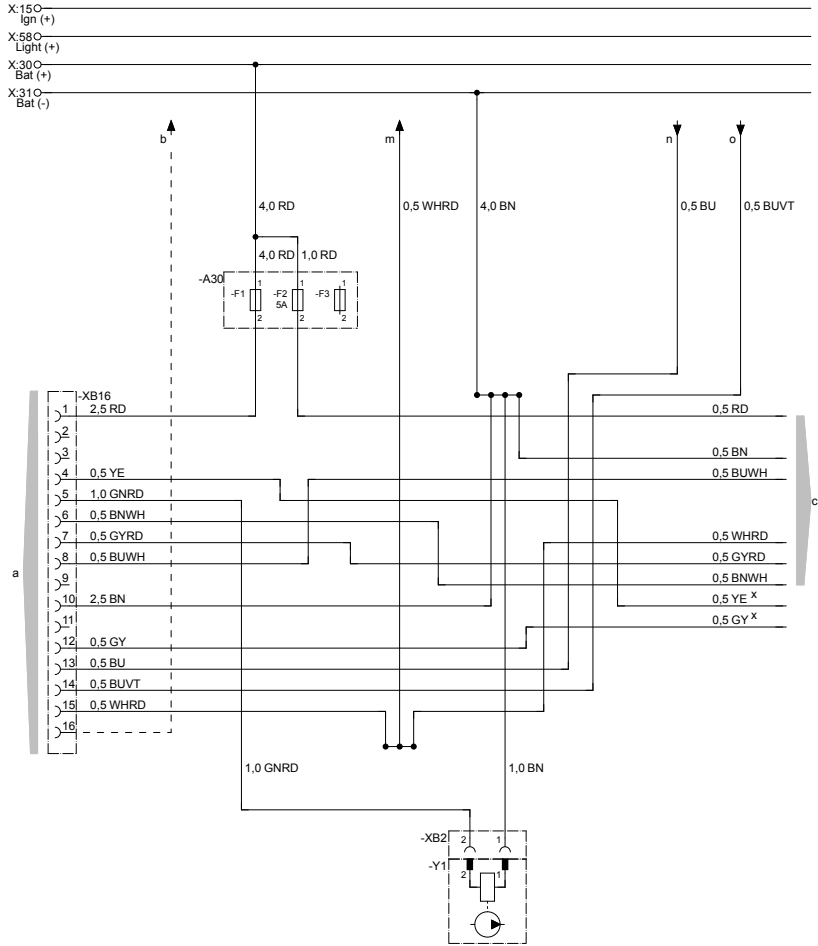 X:15
Ign (+)
X:58
Light (+)
X:30
Bat (+)
X:31
Bat (-)
b
m
n
o
4,0 RD
0,5 WHRD
4,0 BN
0,5 BU
0,5 BUVT
4,0 RD
1,0 RD
-A30
-F1
1
2
-F2
5A
1
2
-F3
1
2
-XB16
1
2,5 RD
0,5 RD
2
3
0,5 BN
4
0,5 YE
0,5 BUWH
5
1,0 GNRD
c
6
0,5 BNWH
7
0,5 GYRD
0,5 WHRD
8
0,5 BUWH
0,5 GYRD
a
9
0,5 BNWH
10
2,5 BN
0,5 YE X
11
0,5 GY X
12
0,5 GY
13
0,5 BU
14
0,5 BUVT
15
0,5 WHRD
16
1,0 GNRD
1,0 BN
-XB2
2
1
-Y1
2
1